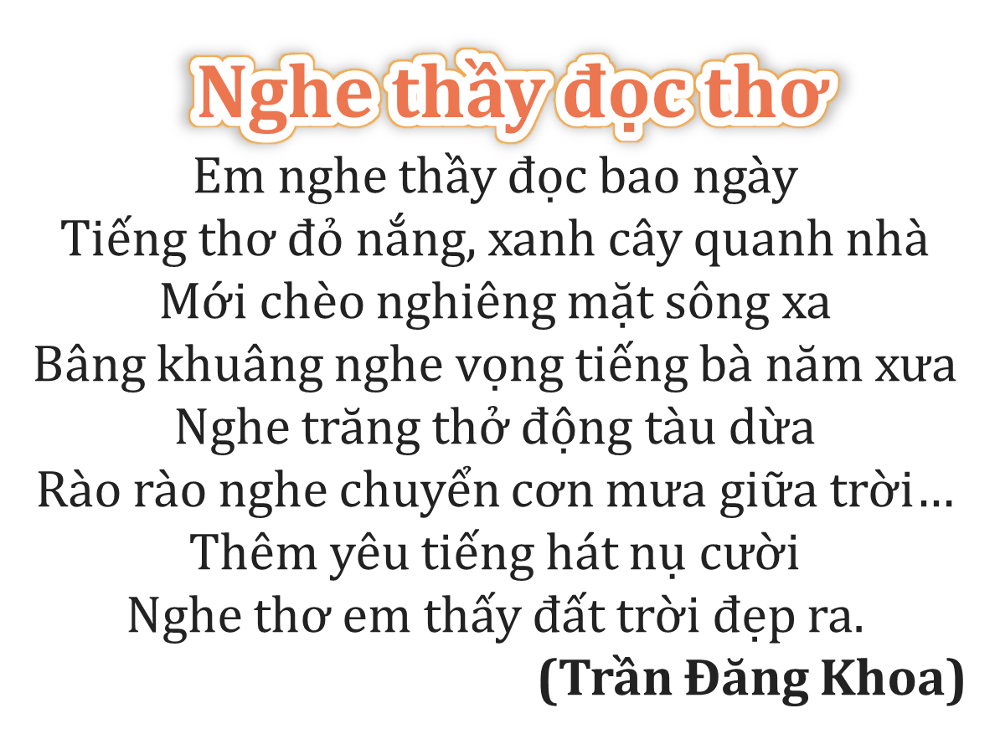 Nghe thầy đọc thơ
Em nghe thầy đọc bao ngày
Tiếng thơ đỏ nắng, xanh cây quanh nhà
Mới chèo nghiêng mặt sông xa
Bâng khuâng nghe vọng tiếng bà năm xưa
Nghe trăng thở động tàu dừa
Rào rào nghe chuyển cơn mưa giữa trời...
Thêm yêu tiếng hát nụ cười
Nghe thơ em thấy đất trời đẹp ra.
(Trần Đăng Khoa)